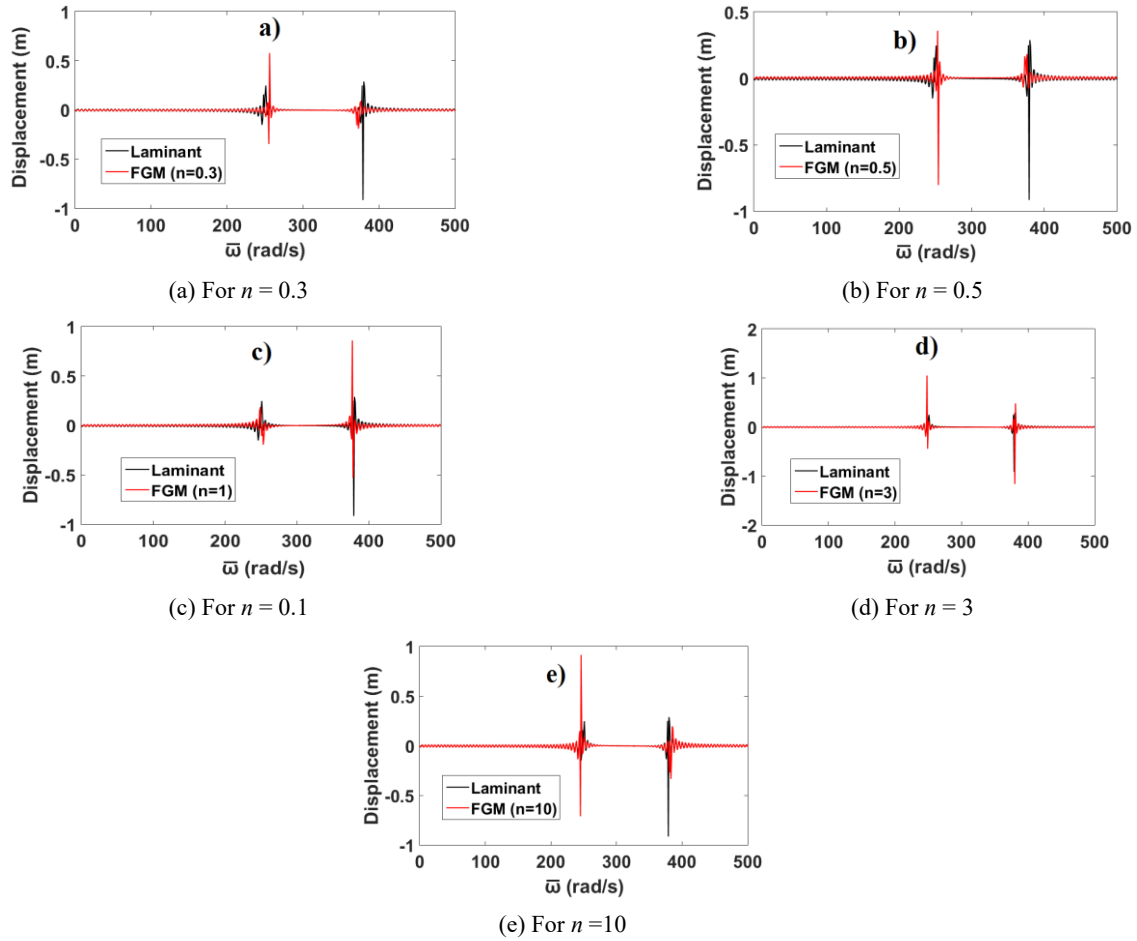 a)
1
0.5
0
-0.5
-1
Displacement (m)
Laminant
FGM (n=0.3)
0 100 200 300 400 500
ω̅ (rad/s)
(a) For n = 0.3
b)
0.5
0
-0.5
-1
Displacement (m)
Laminant
FGM (n=0.5)
0 100 200 300 400 500
ω̅ (rad/s)
(b) For n = 0.5
c)
1
0.5
0
-0.5
-1
Displacement (m)
Laminant
FGM (n=1)
0 100 200 300 400 500
ω̅ (rad/s)
(c) For n = 0.1
d)
2
1
0
-1
-2
Displacement (m)
Laminant
FGM (n=3)
0 100 200 300 400 500
ω̅ (rad/s)
(d) For n = 3
e)
1
0.5
0
-0.5
-1
Displacement (m)
Laminant
FGM (n=10)
0 100 200 300 400 500
ω̅ (rad/s)
(e) For n =10